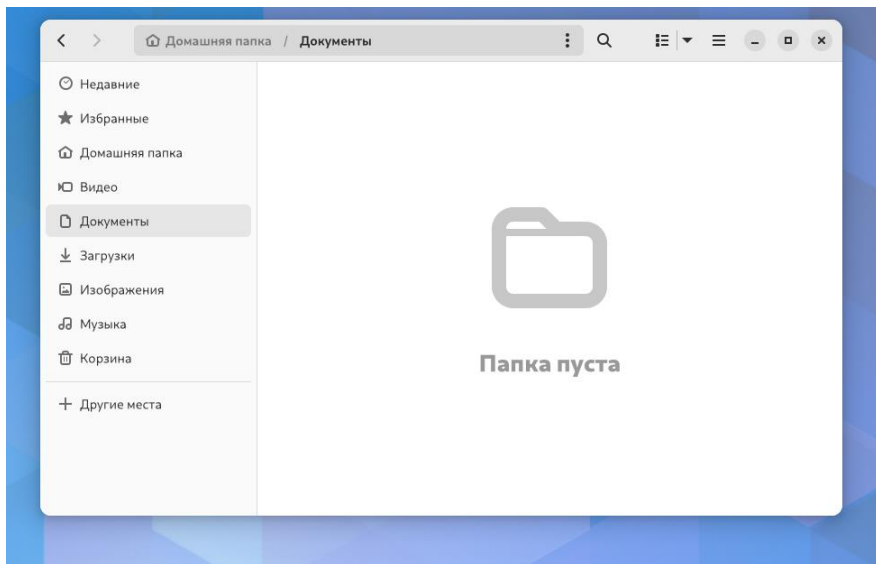 Домашняя папка / Документы
Недавние
Избранные
Домашняя папка
Видео
Документы
Загрузки
Изображения
Музыка
Корзина
Другие места
Папка пуста